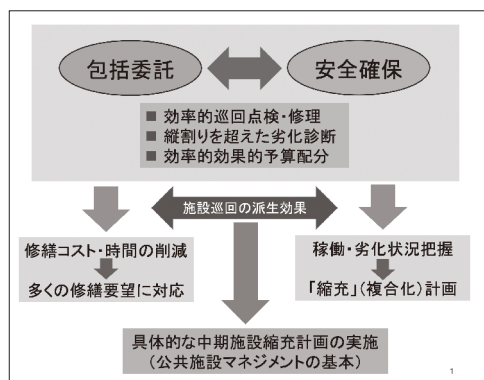 包括委託
安全確保
■ 効率的巡回点検・修理
■ 縦割りを超えた劣化診断
■ 効率的効果的予算配分
施設巡回の派生効果
修繕コスト・時間の削減
多くの修繕要望に対応
稼働・劣化状況把握
「縮充」(複合化)計画
具体的な中期施設縮充計画の実施
(公共施設マネジメントの基本)
1